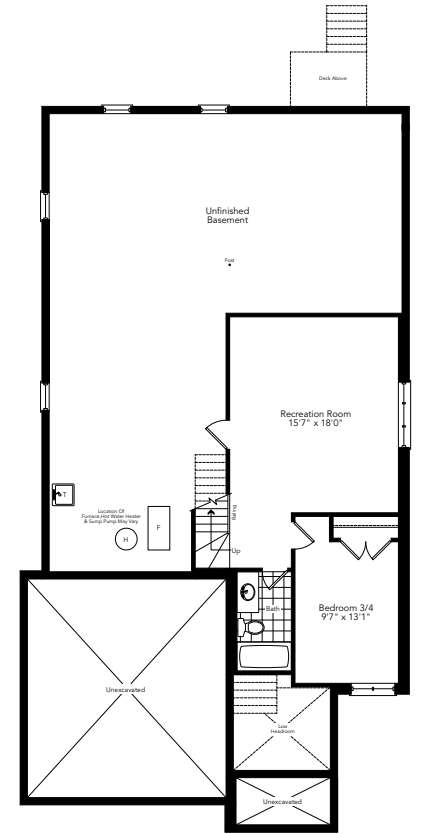 Deck Above
Unfinished
Basement
Post
Recreation Room
15'7" x 18'0"
T
Location Of
Furnace,Hot Water Heater
& Sump Pump May Vary
F
H
Railing
Up
Bath
Bedroom 3/4
9'7" x 13'1"
Unexcavated
Low
Headroom
Unexcavated